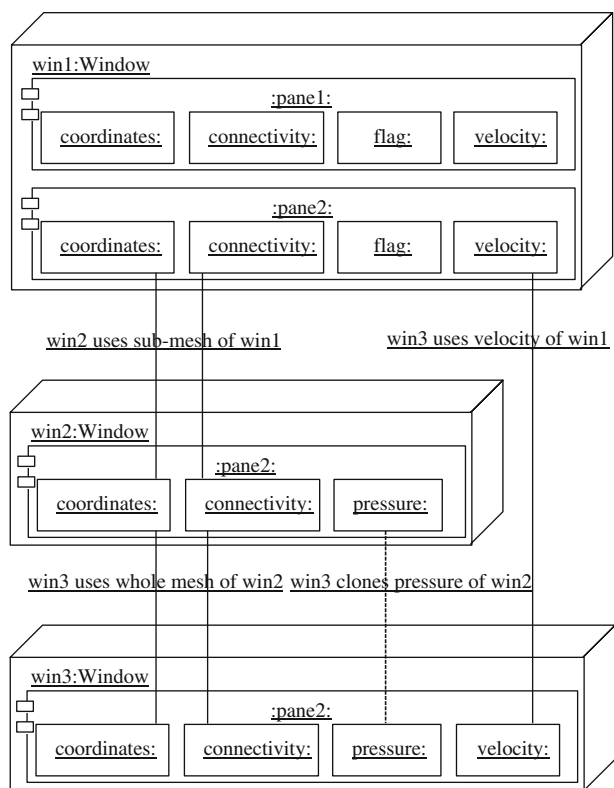 win1:Window
:pane1:
coordinates: connectivity: flag: velocity:
:pane2:
coordinates: connectivity: flag: velocity:
win2 uses sub-mesh of win1
win3 uses velocity of win1
win2:Window
:pane2:
coordinates: connectivity: pressure:
win3 uses whole mesh of win2
win3 clones pressure of win2
win3:Window
:pane2:
coordinates: connectivity: pressure: velocity: